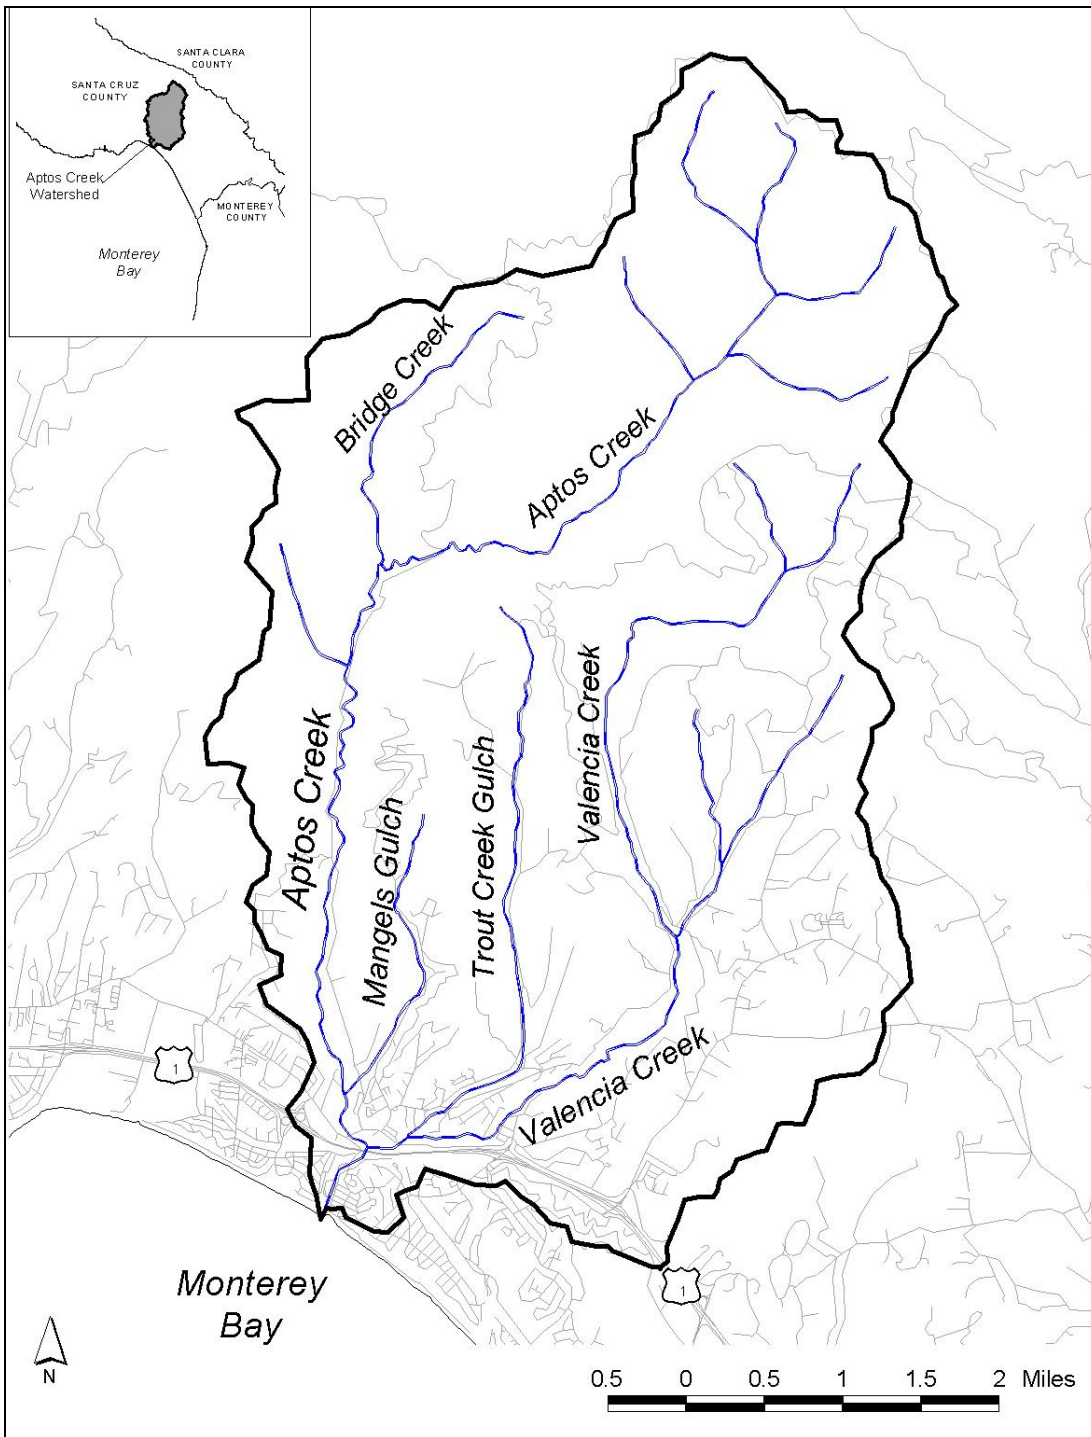 SANTA CLARA
COUNTY
SANTA CRUZ
COUNTY
Aptos Creek
Watershed
MONTEREY
COUNTY
Monterey
Bay
Bridge Creek
Aptos Creek
Valencia Creek
Aptos Creek
Trout Creek Gulch
Mangels Gulch
Valencia Creek
1
1
Monterey
Bay
N
0.5 0 0.5 1 1.5 2 Miles